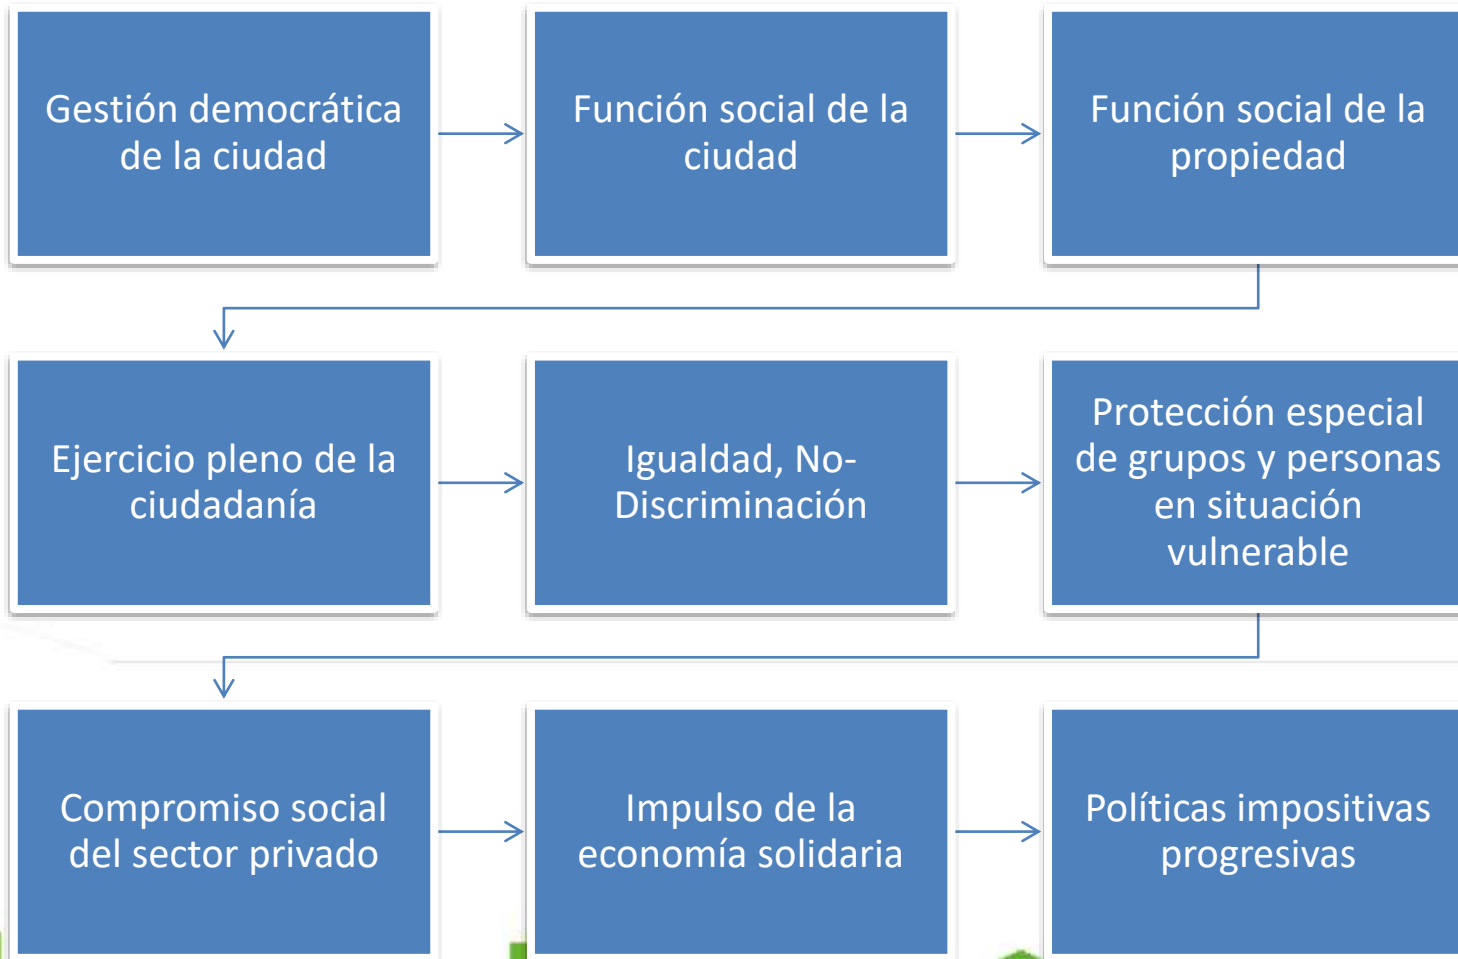 Gestión democrática
de la ciudad
Función social de la
ciudad
Función social de la
propiedad
Ejercicio pleno de la
ciudadanía
Igualdad, No-
Discriminación
Protección especial
de grupos y personas
en situación
vulnerable
Compromiso social
del sector privado
Impulso de la
economía solidaria
Políticas impositivas
progresivas